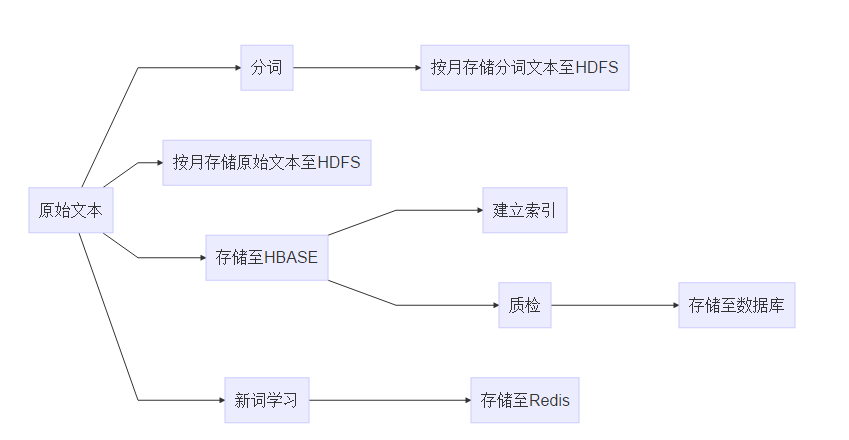 分词
按月存储分词文本至HDFS
按月存储原始文本至HDFS
原始文本
建立索引
存储至HBASE
质检
存储至数据库
新词学习
存储至Redis